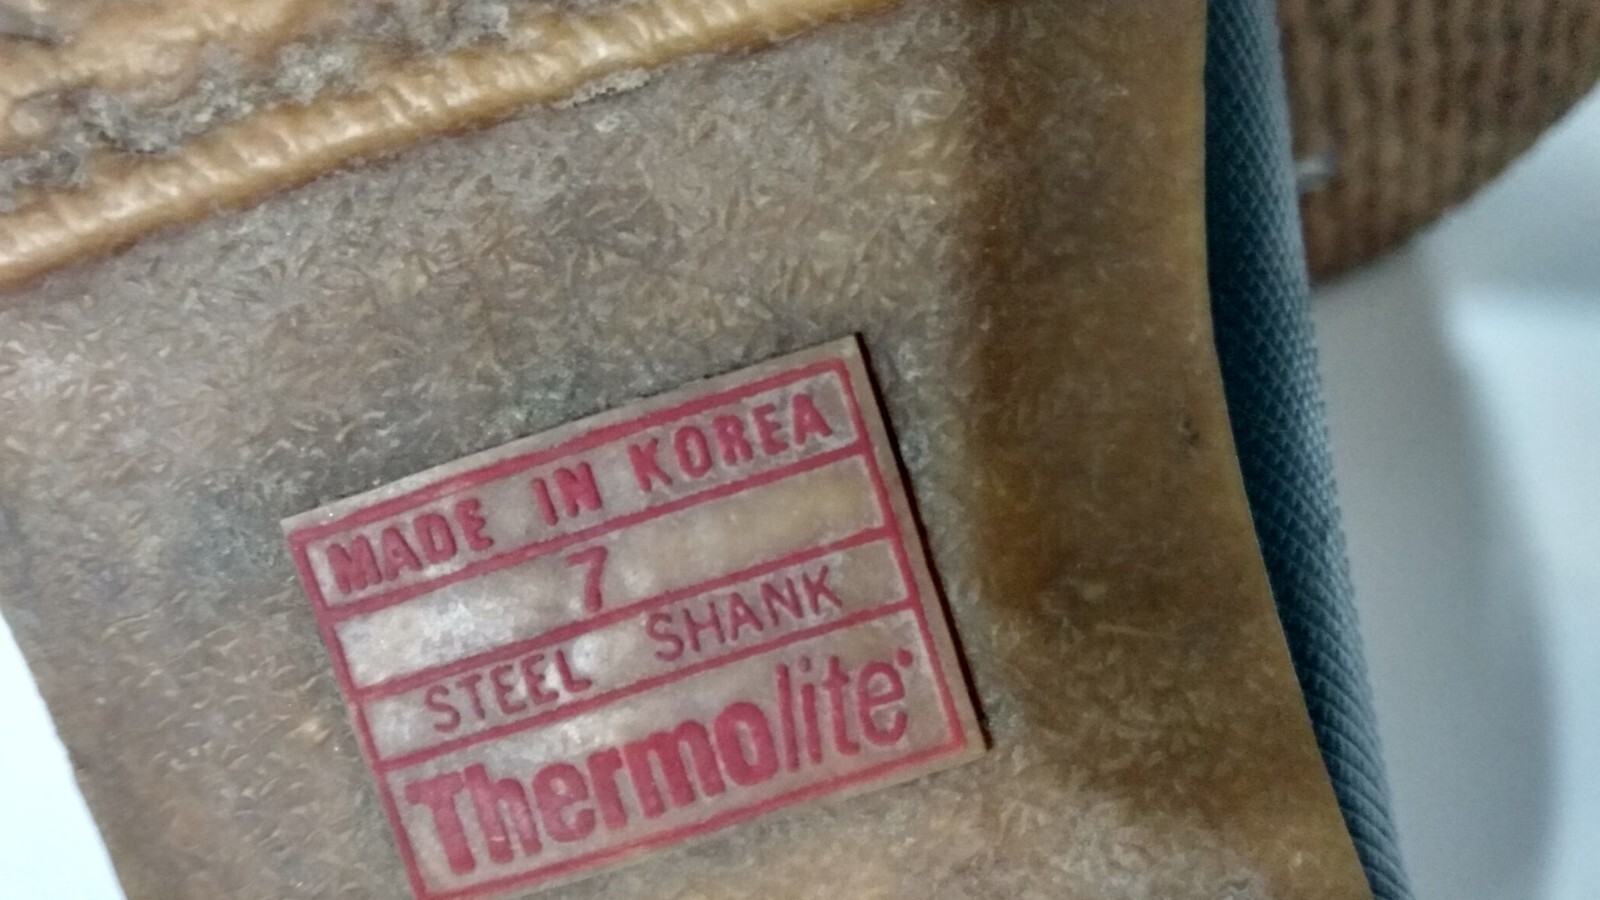 MADE IN KOREA
7
STEEL SHANK
Thermolite